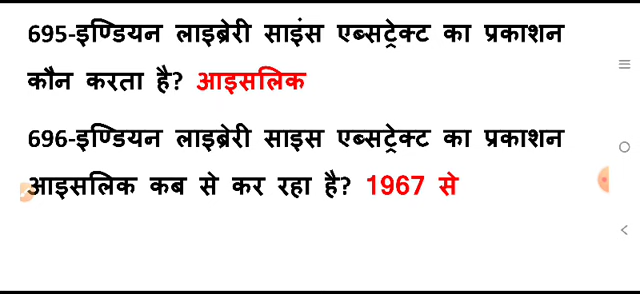 695-इण्डियन लाइब्रेरी साइंस एब्सट्रेक्ट का प्रकाशन
कौन करता है? आइसलिक
696-इण्डियन लाइब्रेरी साइस एब्सट्रेक्ट का प्रकाशन
आइसलिक कब से कर रहा है? 1967 से